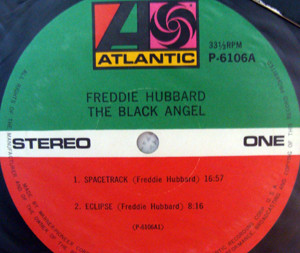 ATLANTIC
33⅓RPM
P-6106A
FREDDIE HUBBARD
THE BLACK ANGEL
STEREO
ONE
1. SPACETRACK (Freddie Hubbard) 16:57
2. ECLIPSE (Freddie Hubbard) 8:16
(P-6106A1)